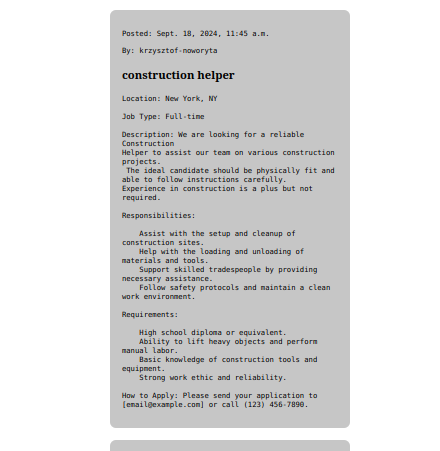 Posted: Sept. 18, 2024, 11:45 a.m.
By: krzysztof-noworyta
construction helper
Location: New York, NY
Job Type: Full-time
Description: We are looking for a reliable
Construction
Helper to assist our team on various construction
projects.
The ideal candidate should be physically fit and
able to follow instructions carefully.
Experience in construction is a plus but not
required.
Responsibilities:
Assist with the setup and cleanup of
construction sites.
Help with the loading and unloading of
materials and tools.
Support skilled tradespeople by providing
necessary assistance.
Follow safety protocols and maintain a clean
work environment.
Requirements:
High school diploma or equivalent.
Ability to lift heavy objects and perform
manual labor.
Basic knowledge of construction tools and
equipment.
Strong work ethic and reliability.
How to Apply: Please send your application to
[email@example.com] or call (123) 456-7890.